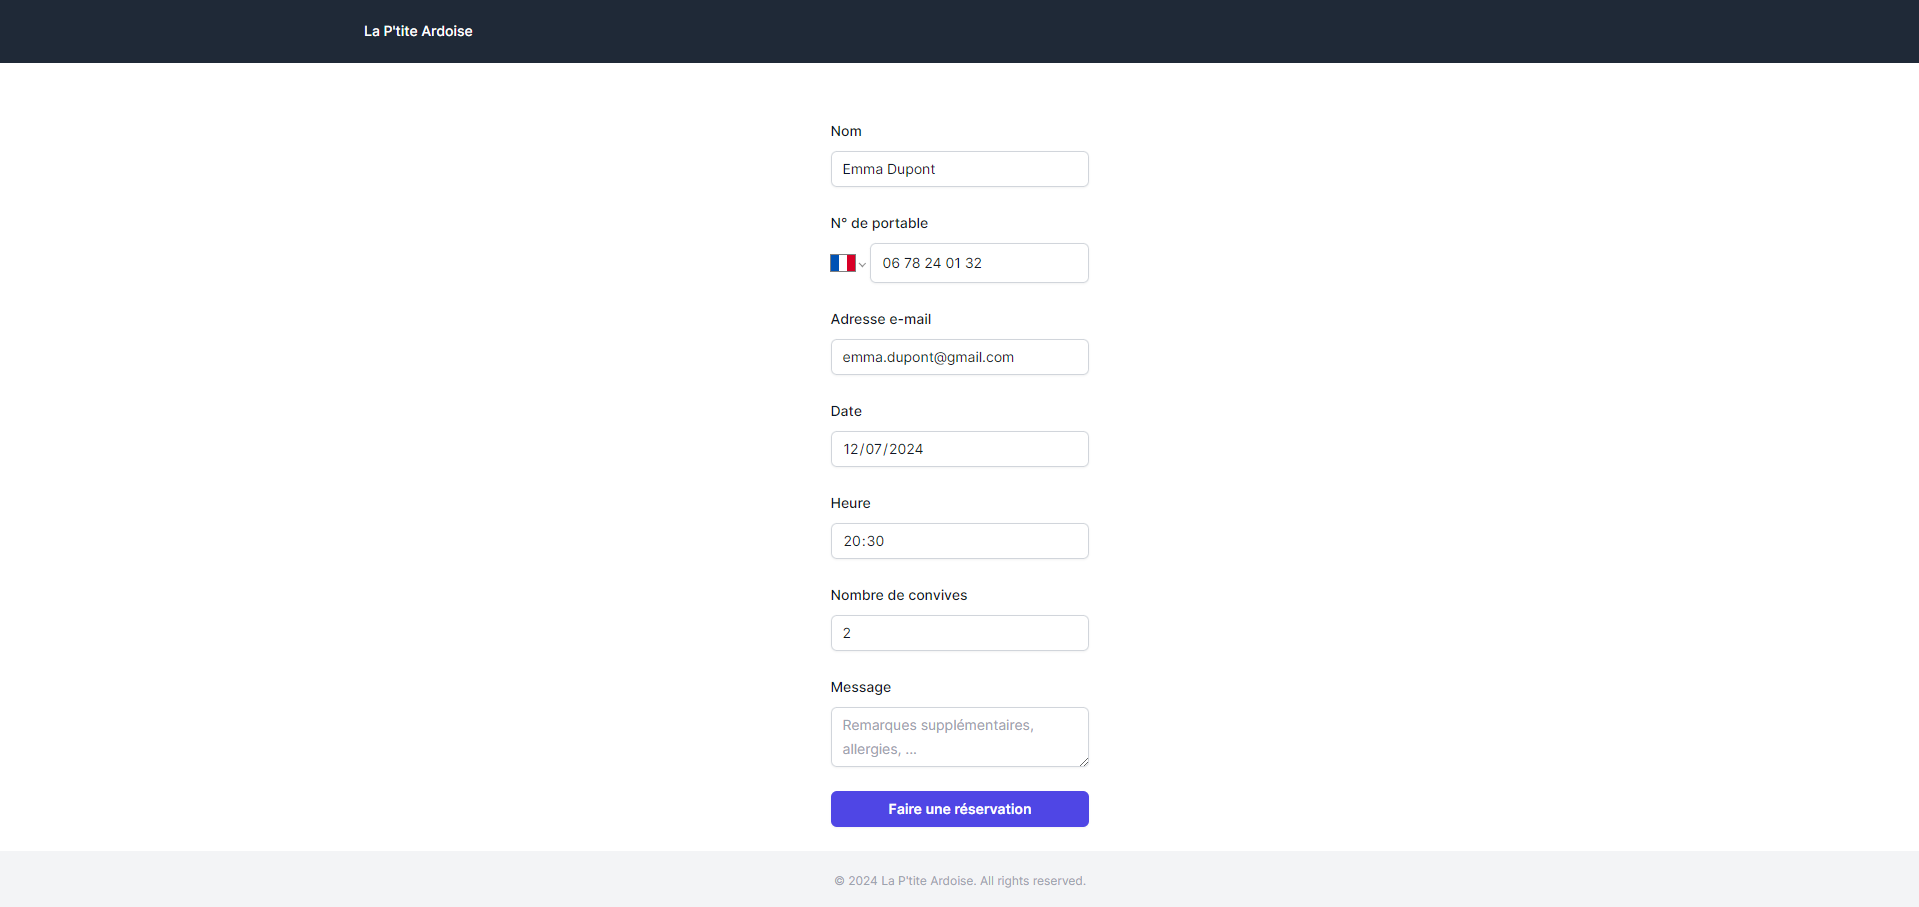 La P'tite Ardoise
Nom
Emma Dupont
N° de portable
06 78 24 01 32
Adresse e-mail
emma.dupont@gmail.com
Date
12/07/2024
Heure
20:30
Nombre de convives
2
Message
Remarques supplémentaires,
allergies, ...
Faire une réservation
© 2024 La P'tite Ardoise. All rights reserved.